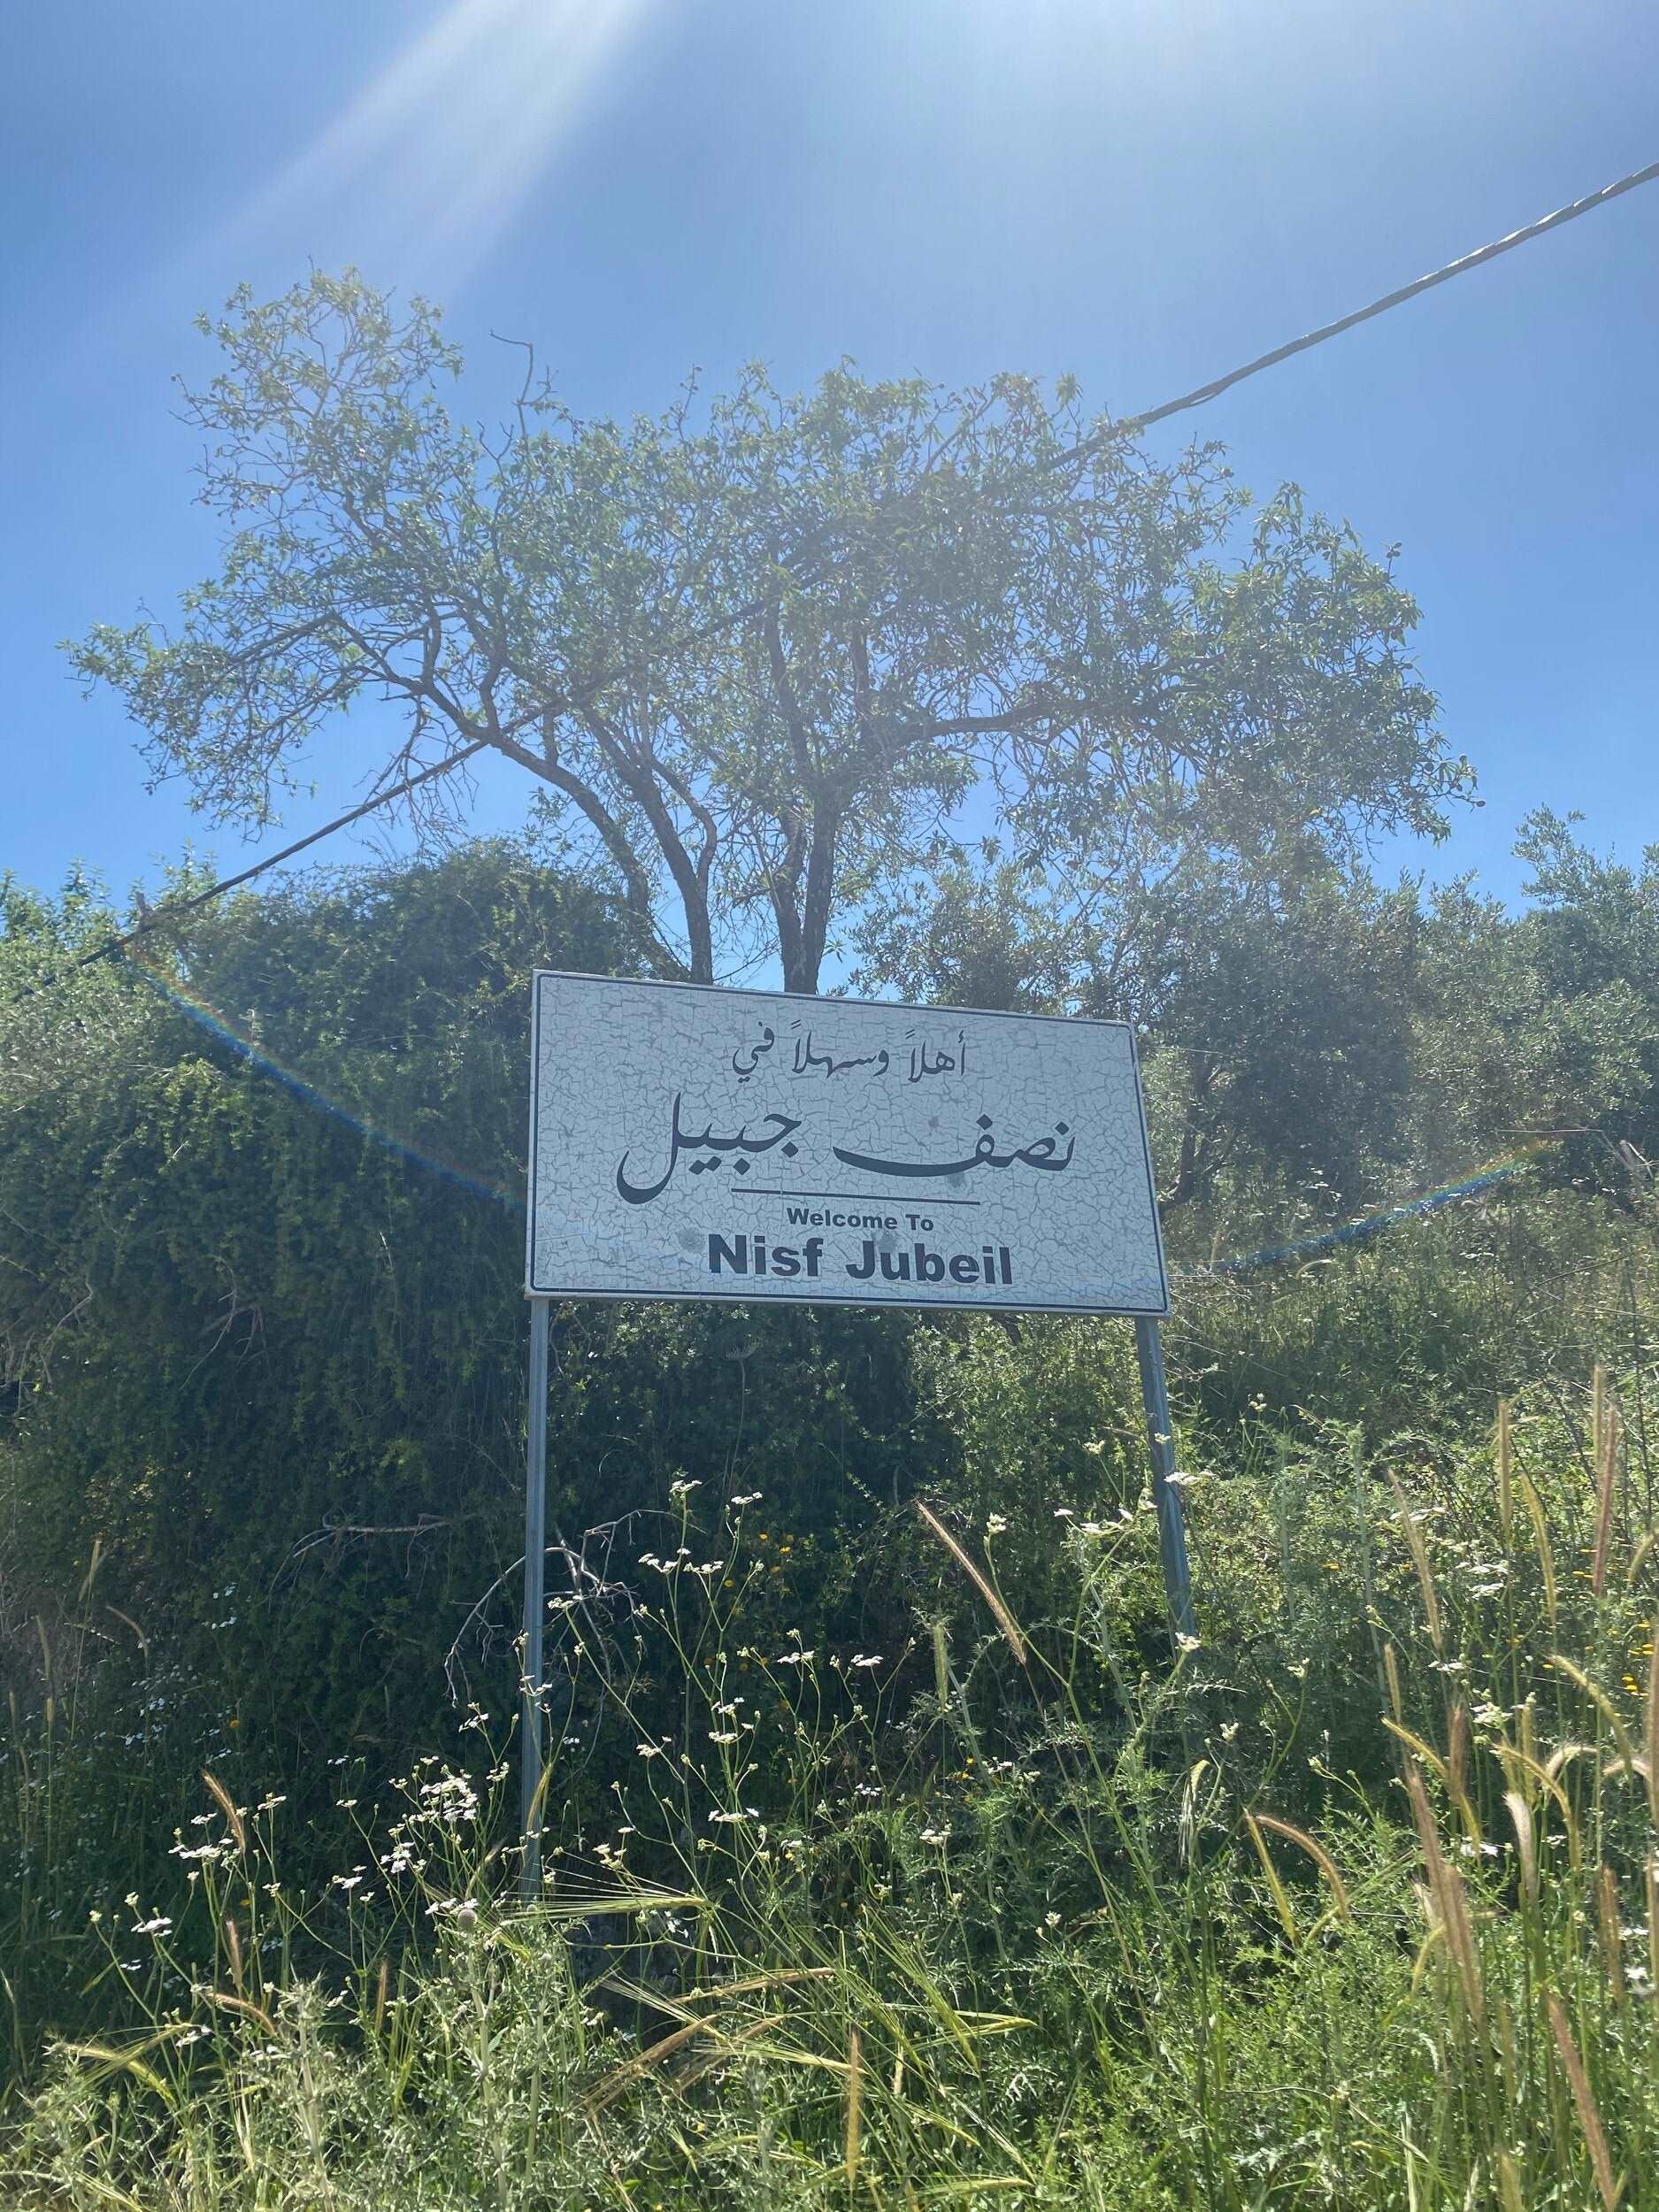 أهلاً وسهلاً في
نصف جبيل
Welcome To
Nisf Jubeil